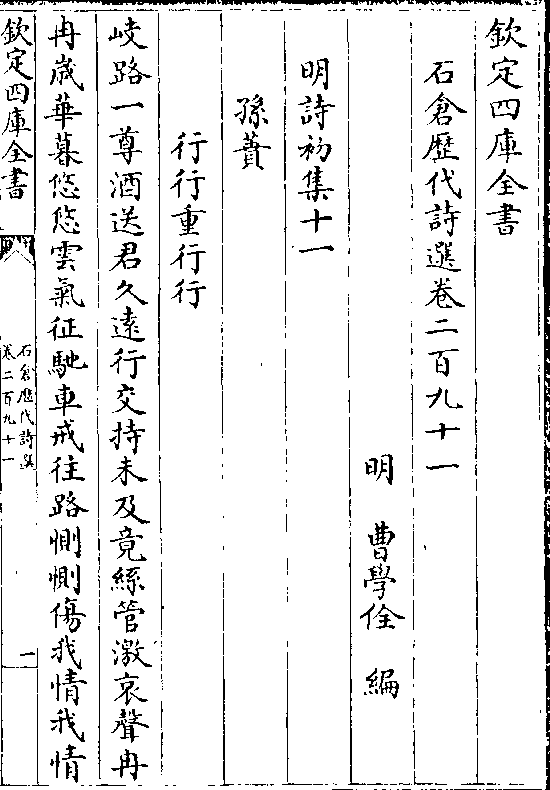 欽定四庫全書
石倉歷代詩選卷二百九十一
明　曹學佺　編
明詩初集十一
孫蕡
行行重行行
岐路一尊酒送君久遠行交持未及竟絲管激哀聲冉
冉歲華暮悠悠雲氣征馳車戒往路惻惻傷我情我情
欽定四庫全書
石倉歷代詩選
卷二百九十一
一